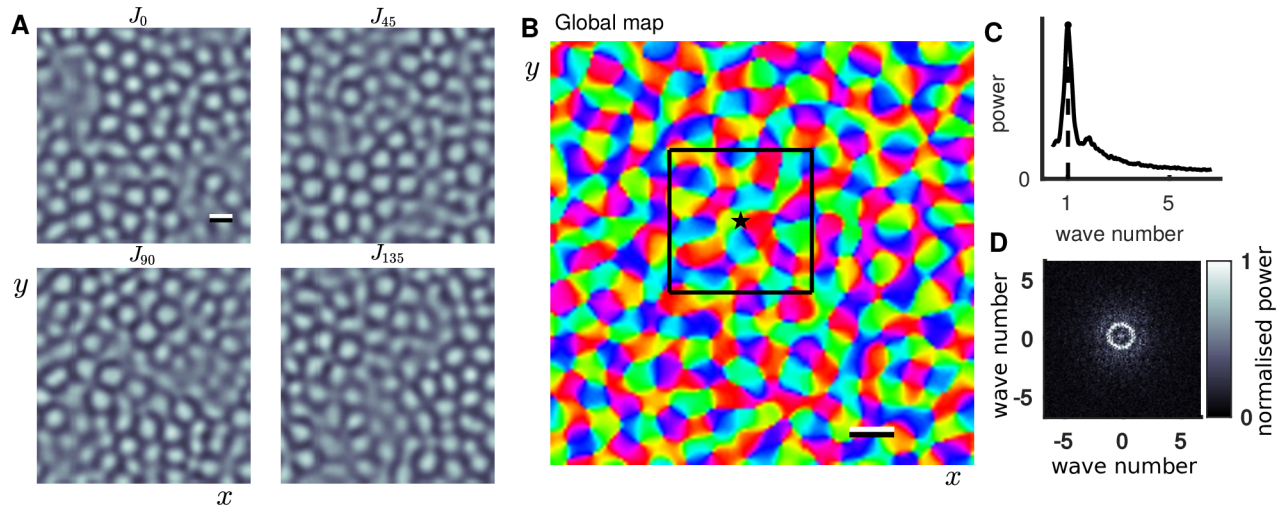 A
J0
J45
J90
J135
y
x
B Global map
y
x
C
power
0
1 5
wave number
D
wave number
5
0
-5
-5 0 5
wave number
1
0
normalised power